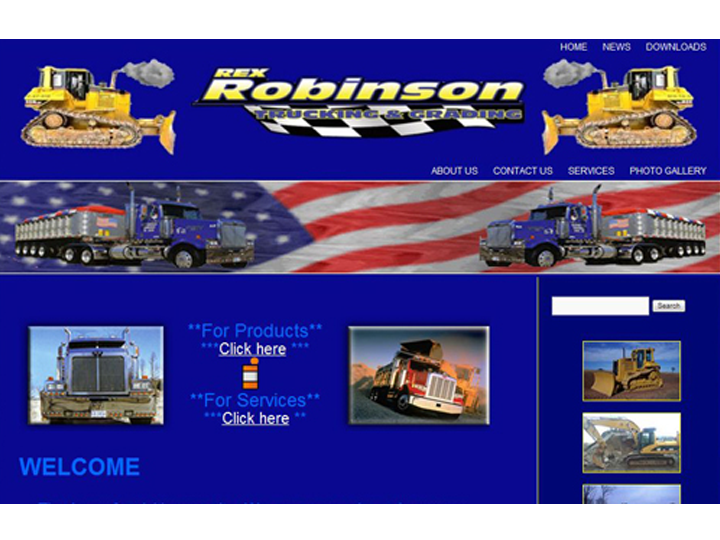 HOME NEWS DOWNLOADS
REX
Robinson
TRUCKING & GRADING
ABOUT US CONTACT US SERVICES PHOTO GALLERY
**For Products**
***Click here ***
**For Services**
***Click here **
Search
WELCOME